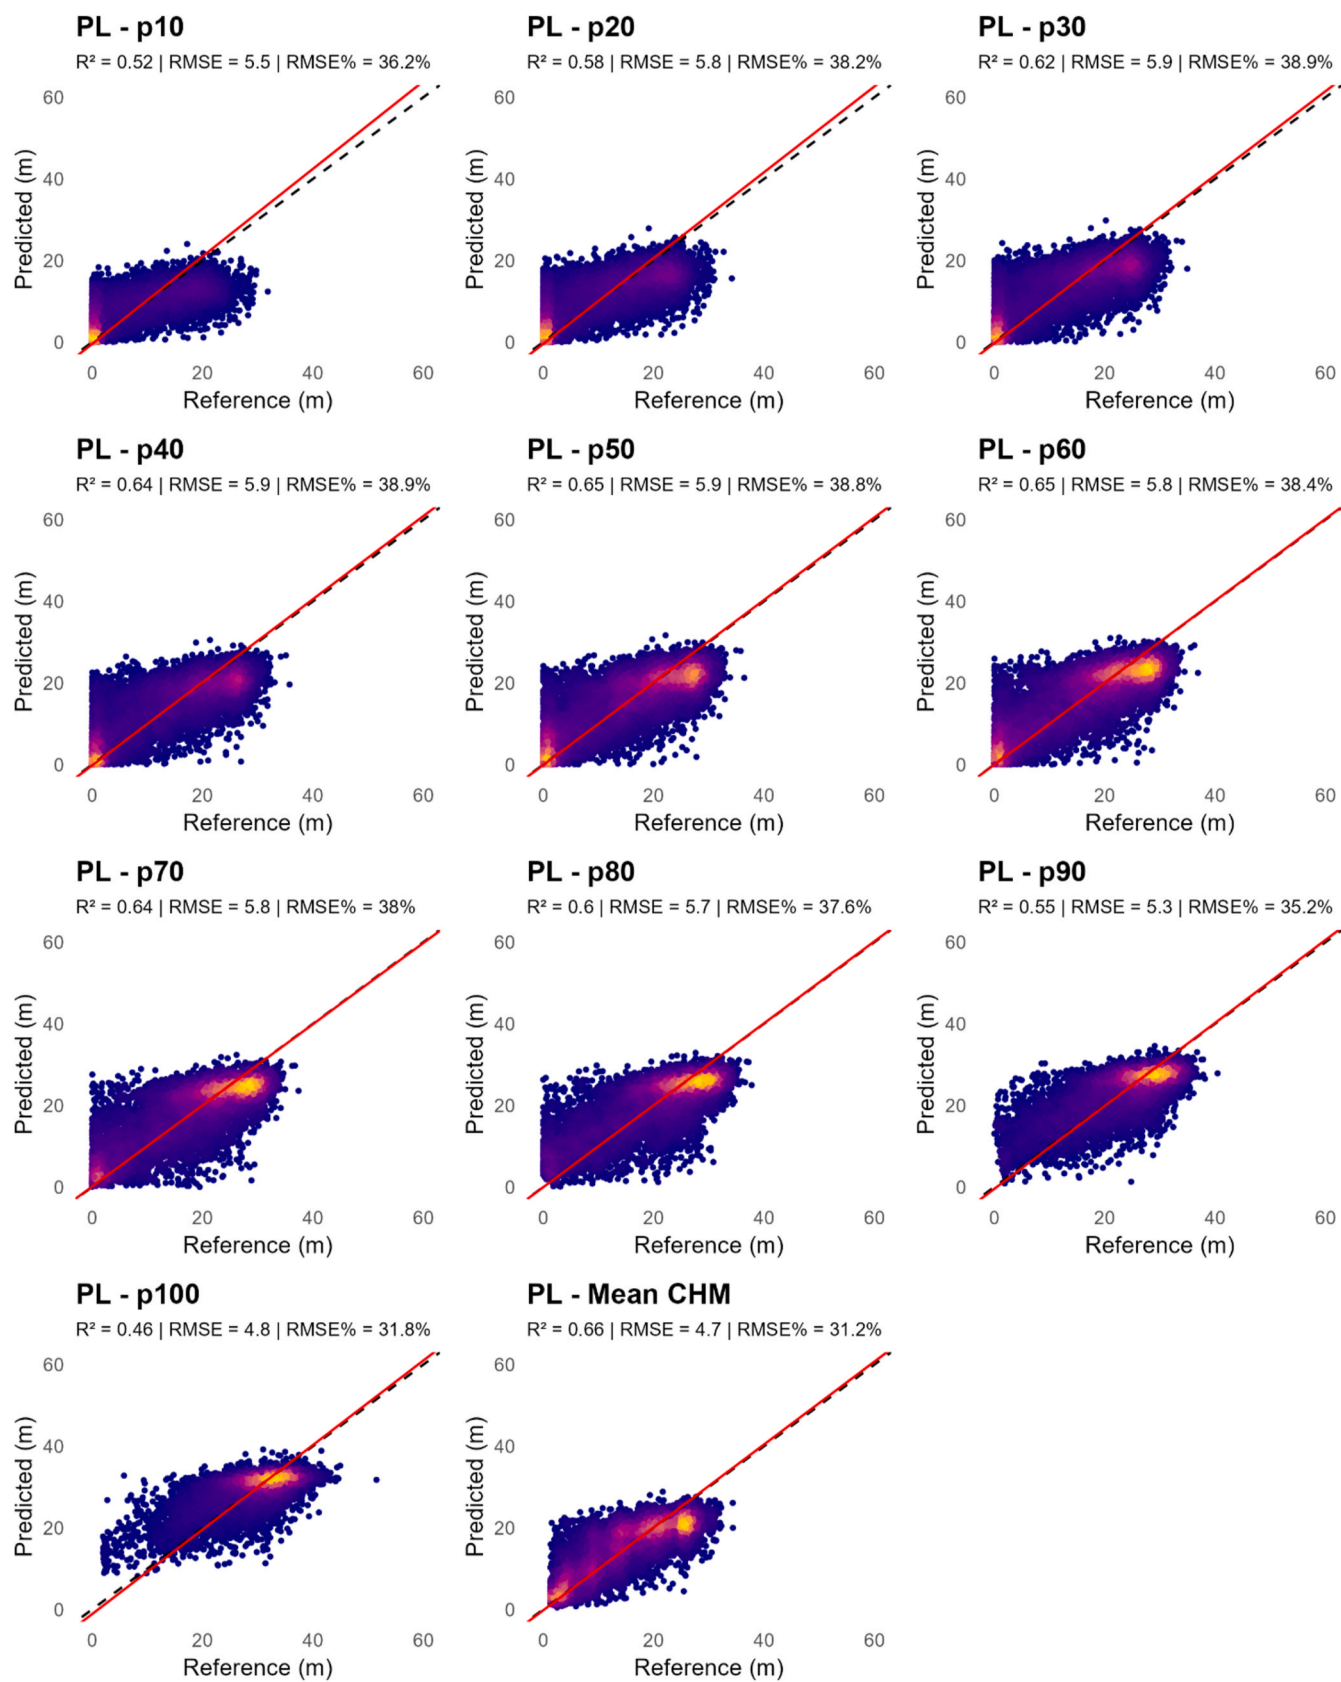 PL - p10
R² = 0.52 | RMSE = 5.5 | RMSE% = 36.2%
60
40
20
0
Predicted (m)
0 20 40 60
Reference (m)
PL - p20
R² = 0.58 | RMSE = 5.8 | RMSE% = 38.2%
60
40
20
0
Predicted (m)
0 20 40 60
Reference (m)
PL - p30
R² = 0.62 | RMSE = 5.9 | RMSE% = 38.9%
60
40
20
0
Predicted (m)
0 20 40 60
Reference (m)
PL - p40
R² = 0.64 | RMSE = 5.9 | RMSE% = 38.9%
60
40
20
0
Predicted (m)
0 20 40 60
Reference (m)
PL - p50
R² = 0.65 | RMSE = 5.9 | RMSE% = 38.8%
60
40
20
0
Predicted (m)
0 20 40 60
Reference (m)
PL - p60
R² = 0.65 | RMSE = 5.8 | RMSE% = 38.4%
60
40
20
0
Predicted (m)
0 20 40 60
Reference (m)
PL - p70
R² = 0.64 | RMSE = 5.8 | RMSE% = 38%
60
40
20
0
Predicted (m)
0 20 40 60
Reference (m)
PL - p80
R² = 0.6 | RMSE = 5.7 | RMSE% = 37.6%
60
40
20
0
Predicted (m)
0 20 40 60
Reference (m)
PL - p90
R² = 0.55 | RMSE = 5.3 | RMSE% = 35.2%
60
40
20
0
Predicted (m)
0 20 40 60
Reference (m)
PL - p100
R² = 0.46 | RMSE = 4.8 | RMSE% = 31.8%
60
40
20
0
Predicted (m)
0 20 40 60
Reference (m)
PL - Mean CHM
R² = 0.66 | RMSE = 4.7 | RMSE% = 31.2%
60
40
20
0
Predicted (m)
0 20 40 60
Reference (m)